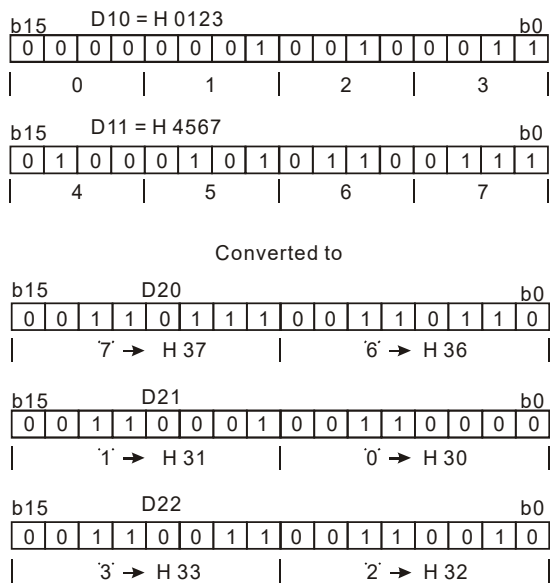 D10 = H 0123
b15 b0
0 0 0 0 0 0 0 1 0 0 1 0 0 0 1 1
0 1 2 3
D11 = H 4567
b15 b0
0 1 0 0 0 1 0 1 0 1 1 0 0 1 1 1
4 5 6 7
Converted to
b15 D20 b0
0 0 1 1 0 1 1 1 0 0 1 1 0 1 1 0
'7' → H 37 '6' → H 36
b15 D21 b0
0 0 1 1 0 0 0 1 0 0 1 1 0 0 0 0
'1' → H 31 '0' → H 30
b15 D22 b0
0 0 1 1 0 0 1 1 0 0 1 1 0 0 1 0
'3' → H 33 '2' → H 32